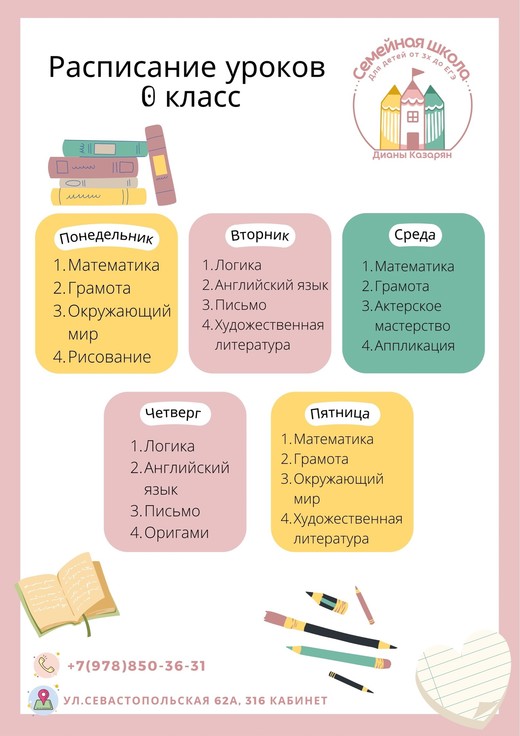 Расписание уроков
0 класс
Семейная школа
Для детей от 3х до ЕГЭ
Дианы Казарян
Понедельник
1. Математика
2. Грамота
3. Окружающий
мир
4. Рисование
Вторник
1. Логика
2. Английский язык
3. Письмо
4. Художественная
литература
Среда
1. Математика
2. Грамота
3. Актерское
мастерство
4. Аппликация
Четверг
1. Логика
2. Английский
язык
3. Письмо
4. Оригами
Пятница
1. Математика
2. Грамота
3. Окружающий
мир
4. Художественная
литература
+7(978)850-36-31
УЛ.СЕВАСТОПОЛЬСКАЯ 62А, 316 КАБИНЕТ